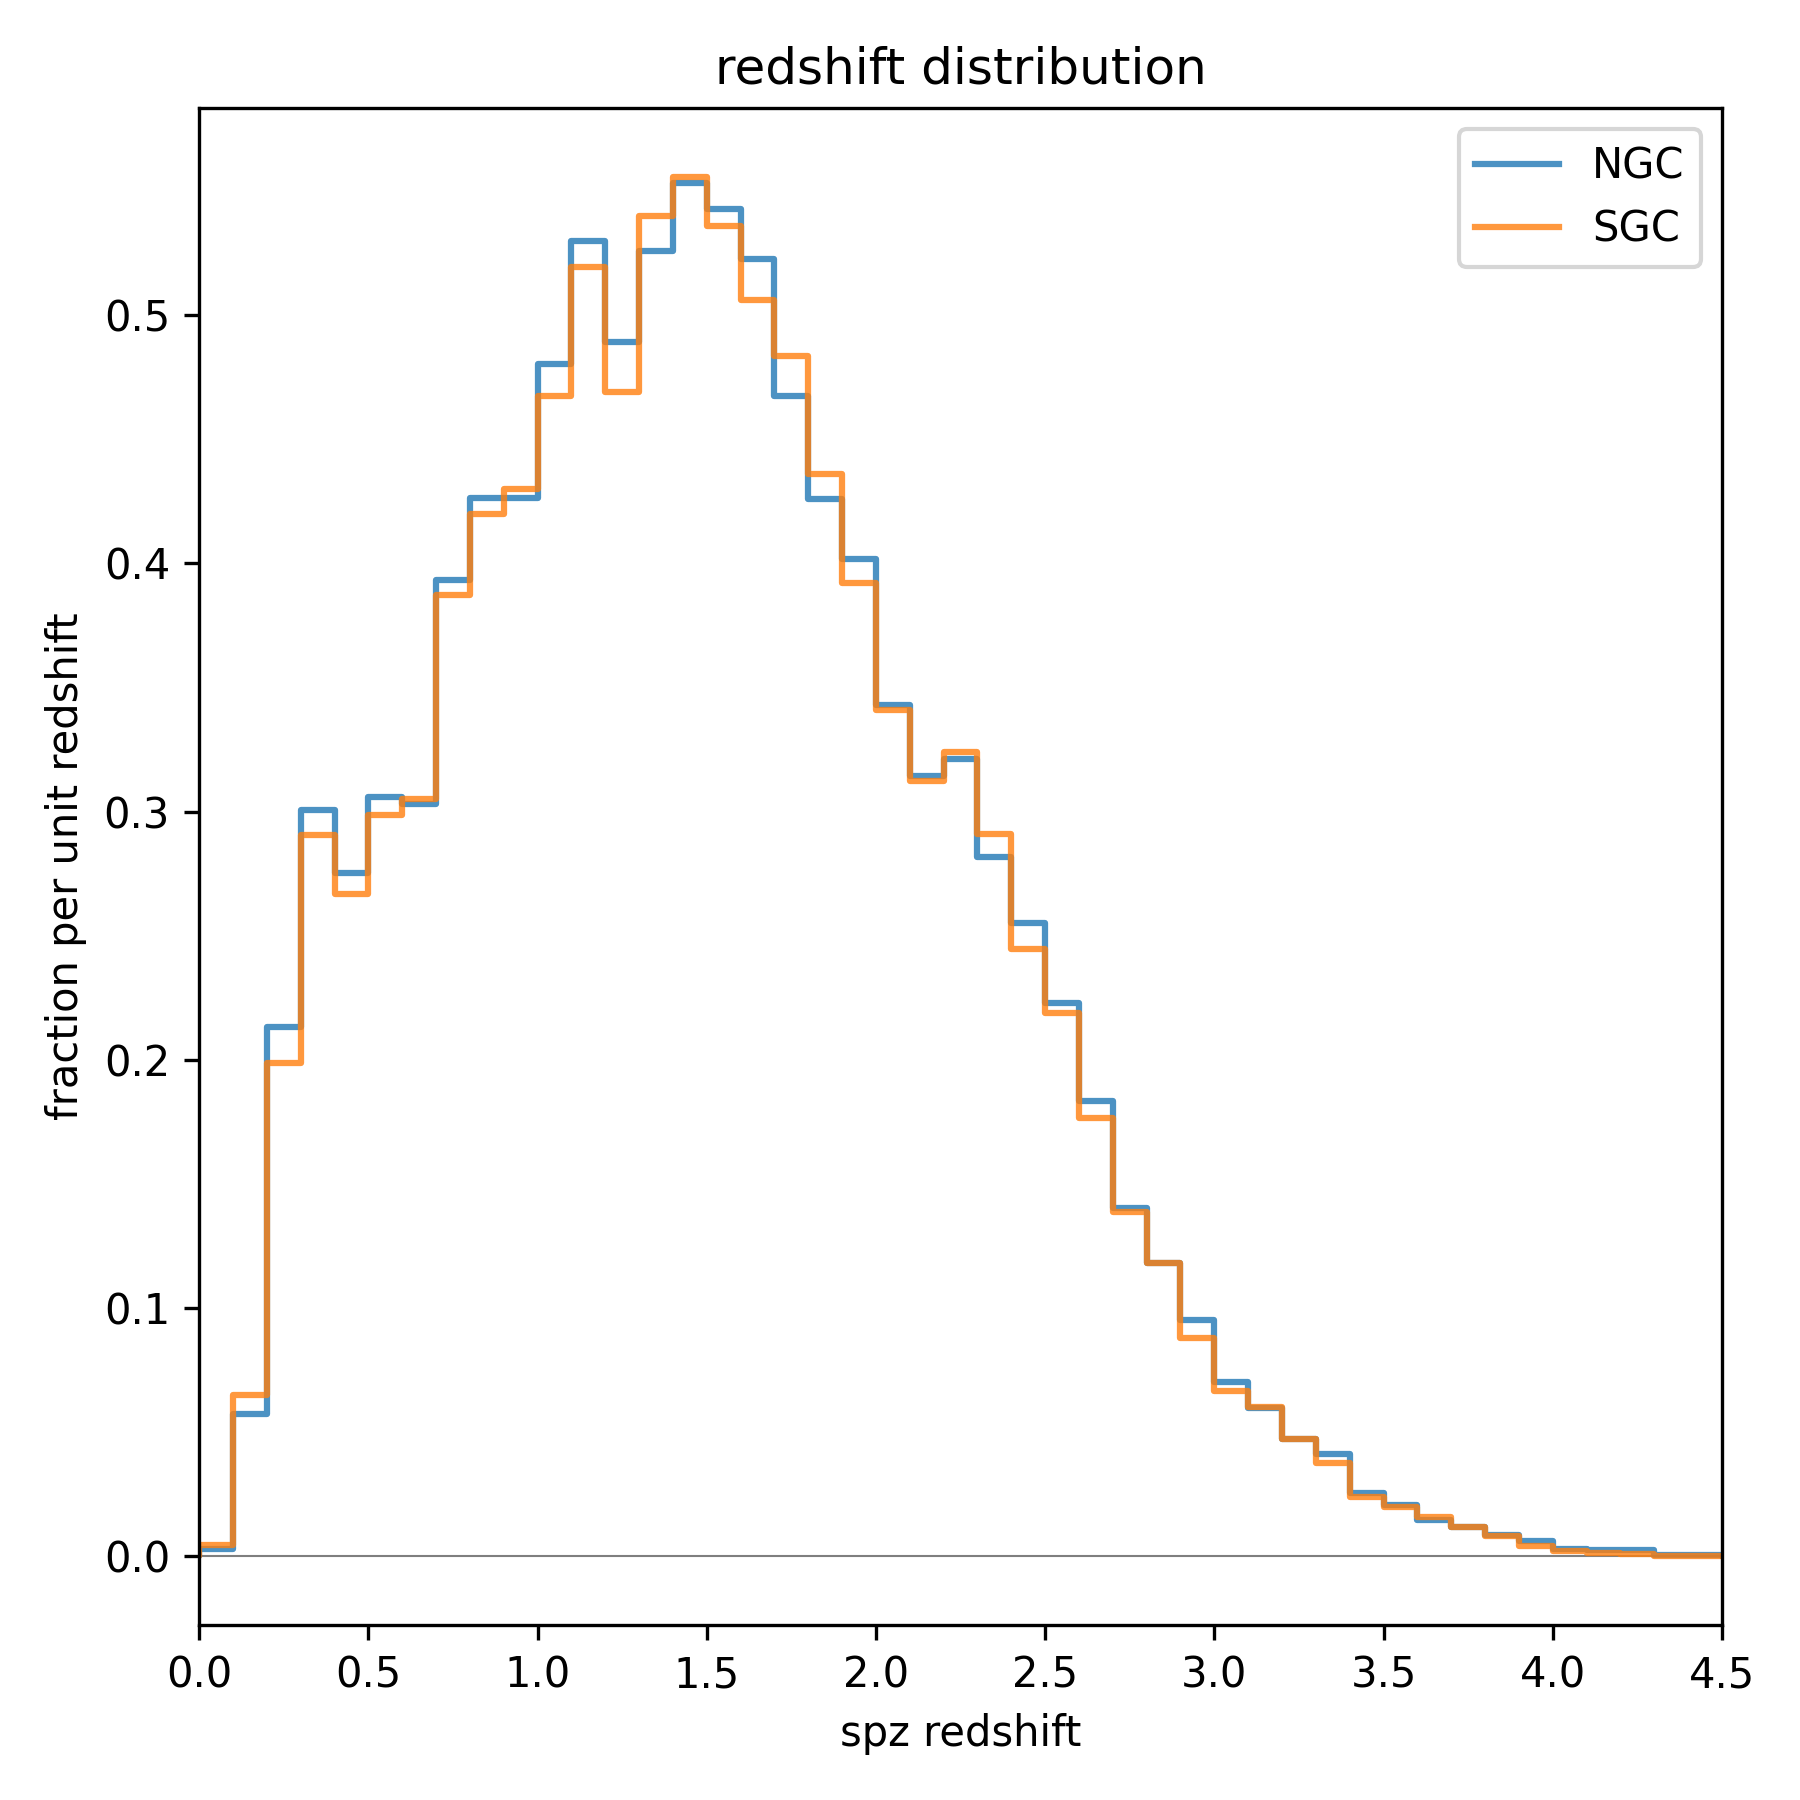 redshift distribution
NGC
SGC
fraction per unit redshift
0.5
0.4
0.3
0.2
0.1
0.0
0.0 0.5 1.0 1.5 2.0 2.5 3.0 3.5 4.0 4.5
spz redshift